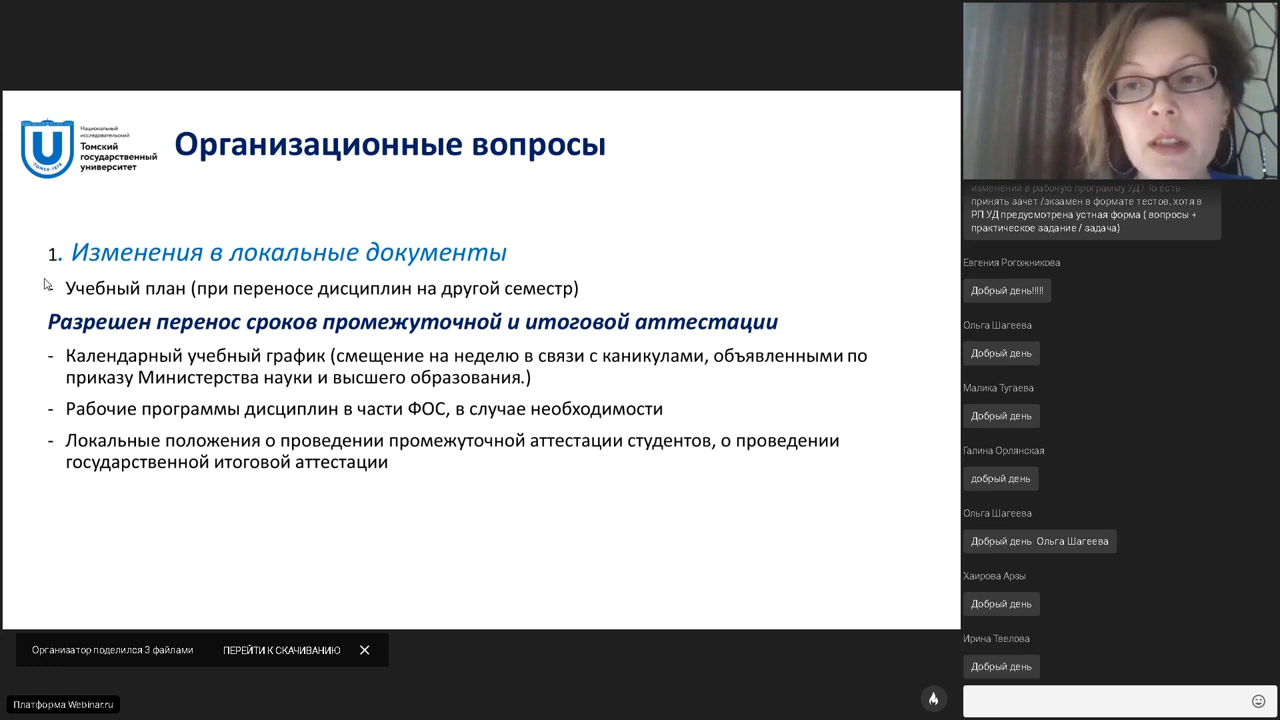 Национальный
исследовательский
Томский
государственный
университет
ТОМСК-1878
Организационные вопросы
1. Изменения в локальные документы
Учебный план (при переносе дисциплин на другой семестр)
Разрешен перенос сроков промежуточной и итоговой аттестации
- Календарный учебный график (смещение на неделю в связи с каникулами, объявленными по
приказу Министерства науки и высшего образования.)
- Рабочие программы дисциплин в части ФОС, в случае необходимости
- Локальные положения о проведении промежуточной аттестации студентов, о проведении
государственной итоговой аттестации
Организатор поделился 3 файлами ПЕРЕЙТИ К СКАЧИВАНИЮ
Платформа Webinar.ru
изменений в рабочую программу УД? То есть
принять зачет /экзамен в формате тестов, хотя в
РП УД предусмотрена устная форма ( вопросы +
практическое задание / задача)
Евгения Рогожникова
Добрый день!!!!!
Ольга Шагеева
Добрый день
Малика Тугаева
Добрый день
Галина Орлянская
добрый день
Ольга Шагеева
Добрый день Ольга Шагеева
Хаирова Арзы
Добрый день
Ирина Твелова
Добрый день